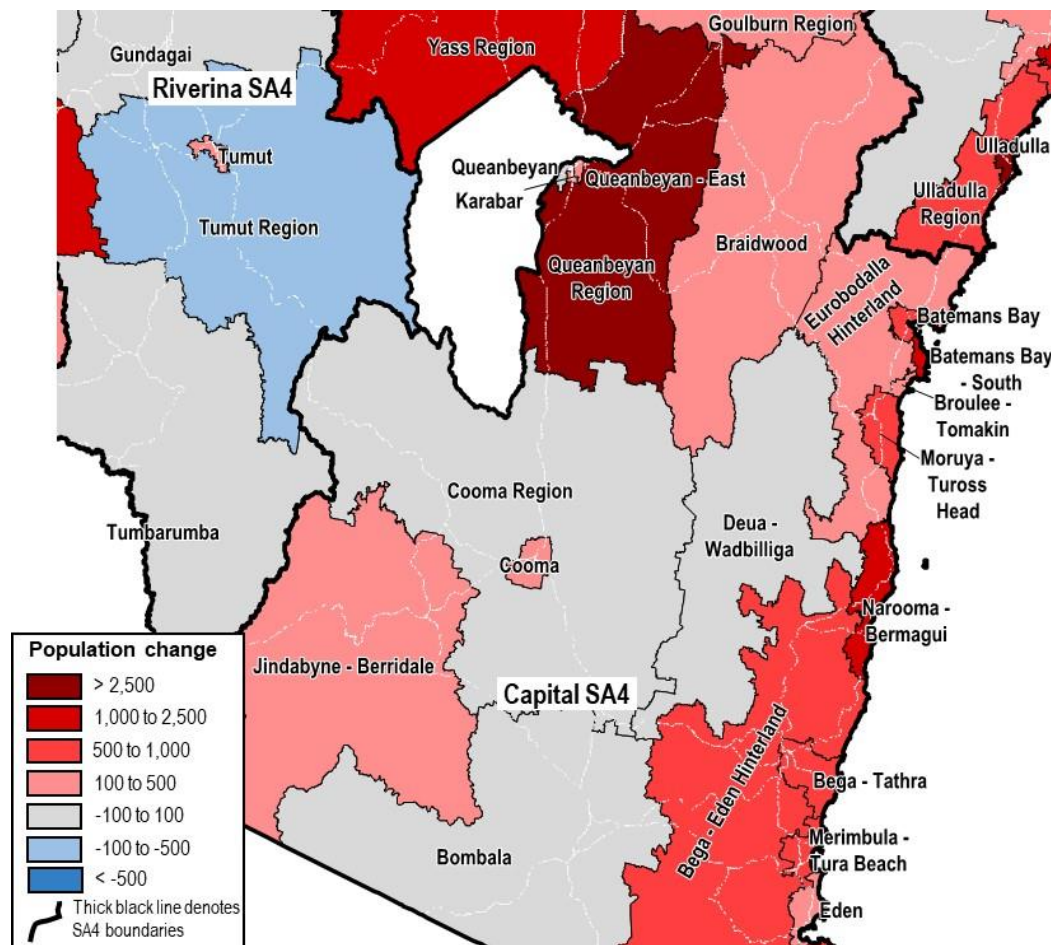 Goulburn Region
Gundagai
Yass Region
Riverina SA4
Ulladulla
Tumut
Queanbeyan
Queanbeyan - East
Karabar
Ulladulla
Region
Tumut Region
Braidwood
Queanbeyan
Region
Eurobodalla
Hinterland
Batemans Bay
Batemans Bay
- South
Broulee -
Tomakin
Moruya -
Tuross
Head
Cooma Region
Deua -
Wadbilliga
Tumbarumba
Cooma
Narooma -
Bermagui
Jindabyne - Berridale
Capital SA4
Bega - Eden Hinterland
Bega - Tathra
Merimbula -
Tura Beach
Bombala
Eden
Population change
> 2,500
1,000 to 2,500
500 to 1,000
100 to 500
-100 to 100
-100 to -500
< -500
Thick black line denotes
SA4 boundaries